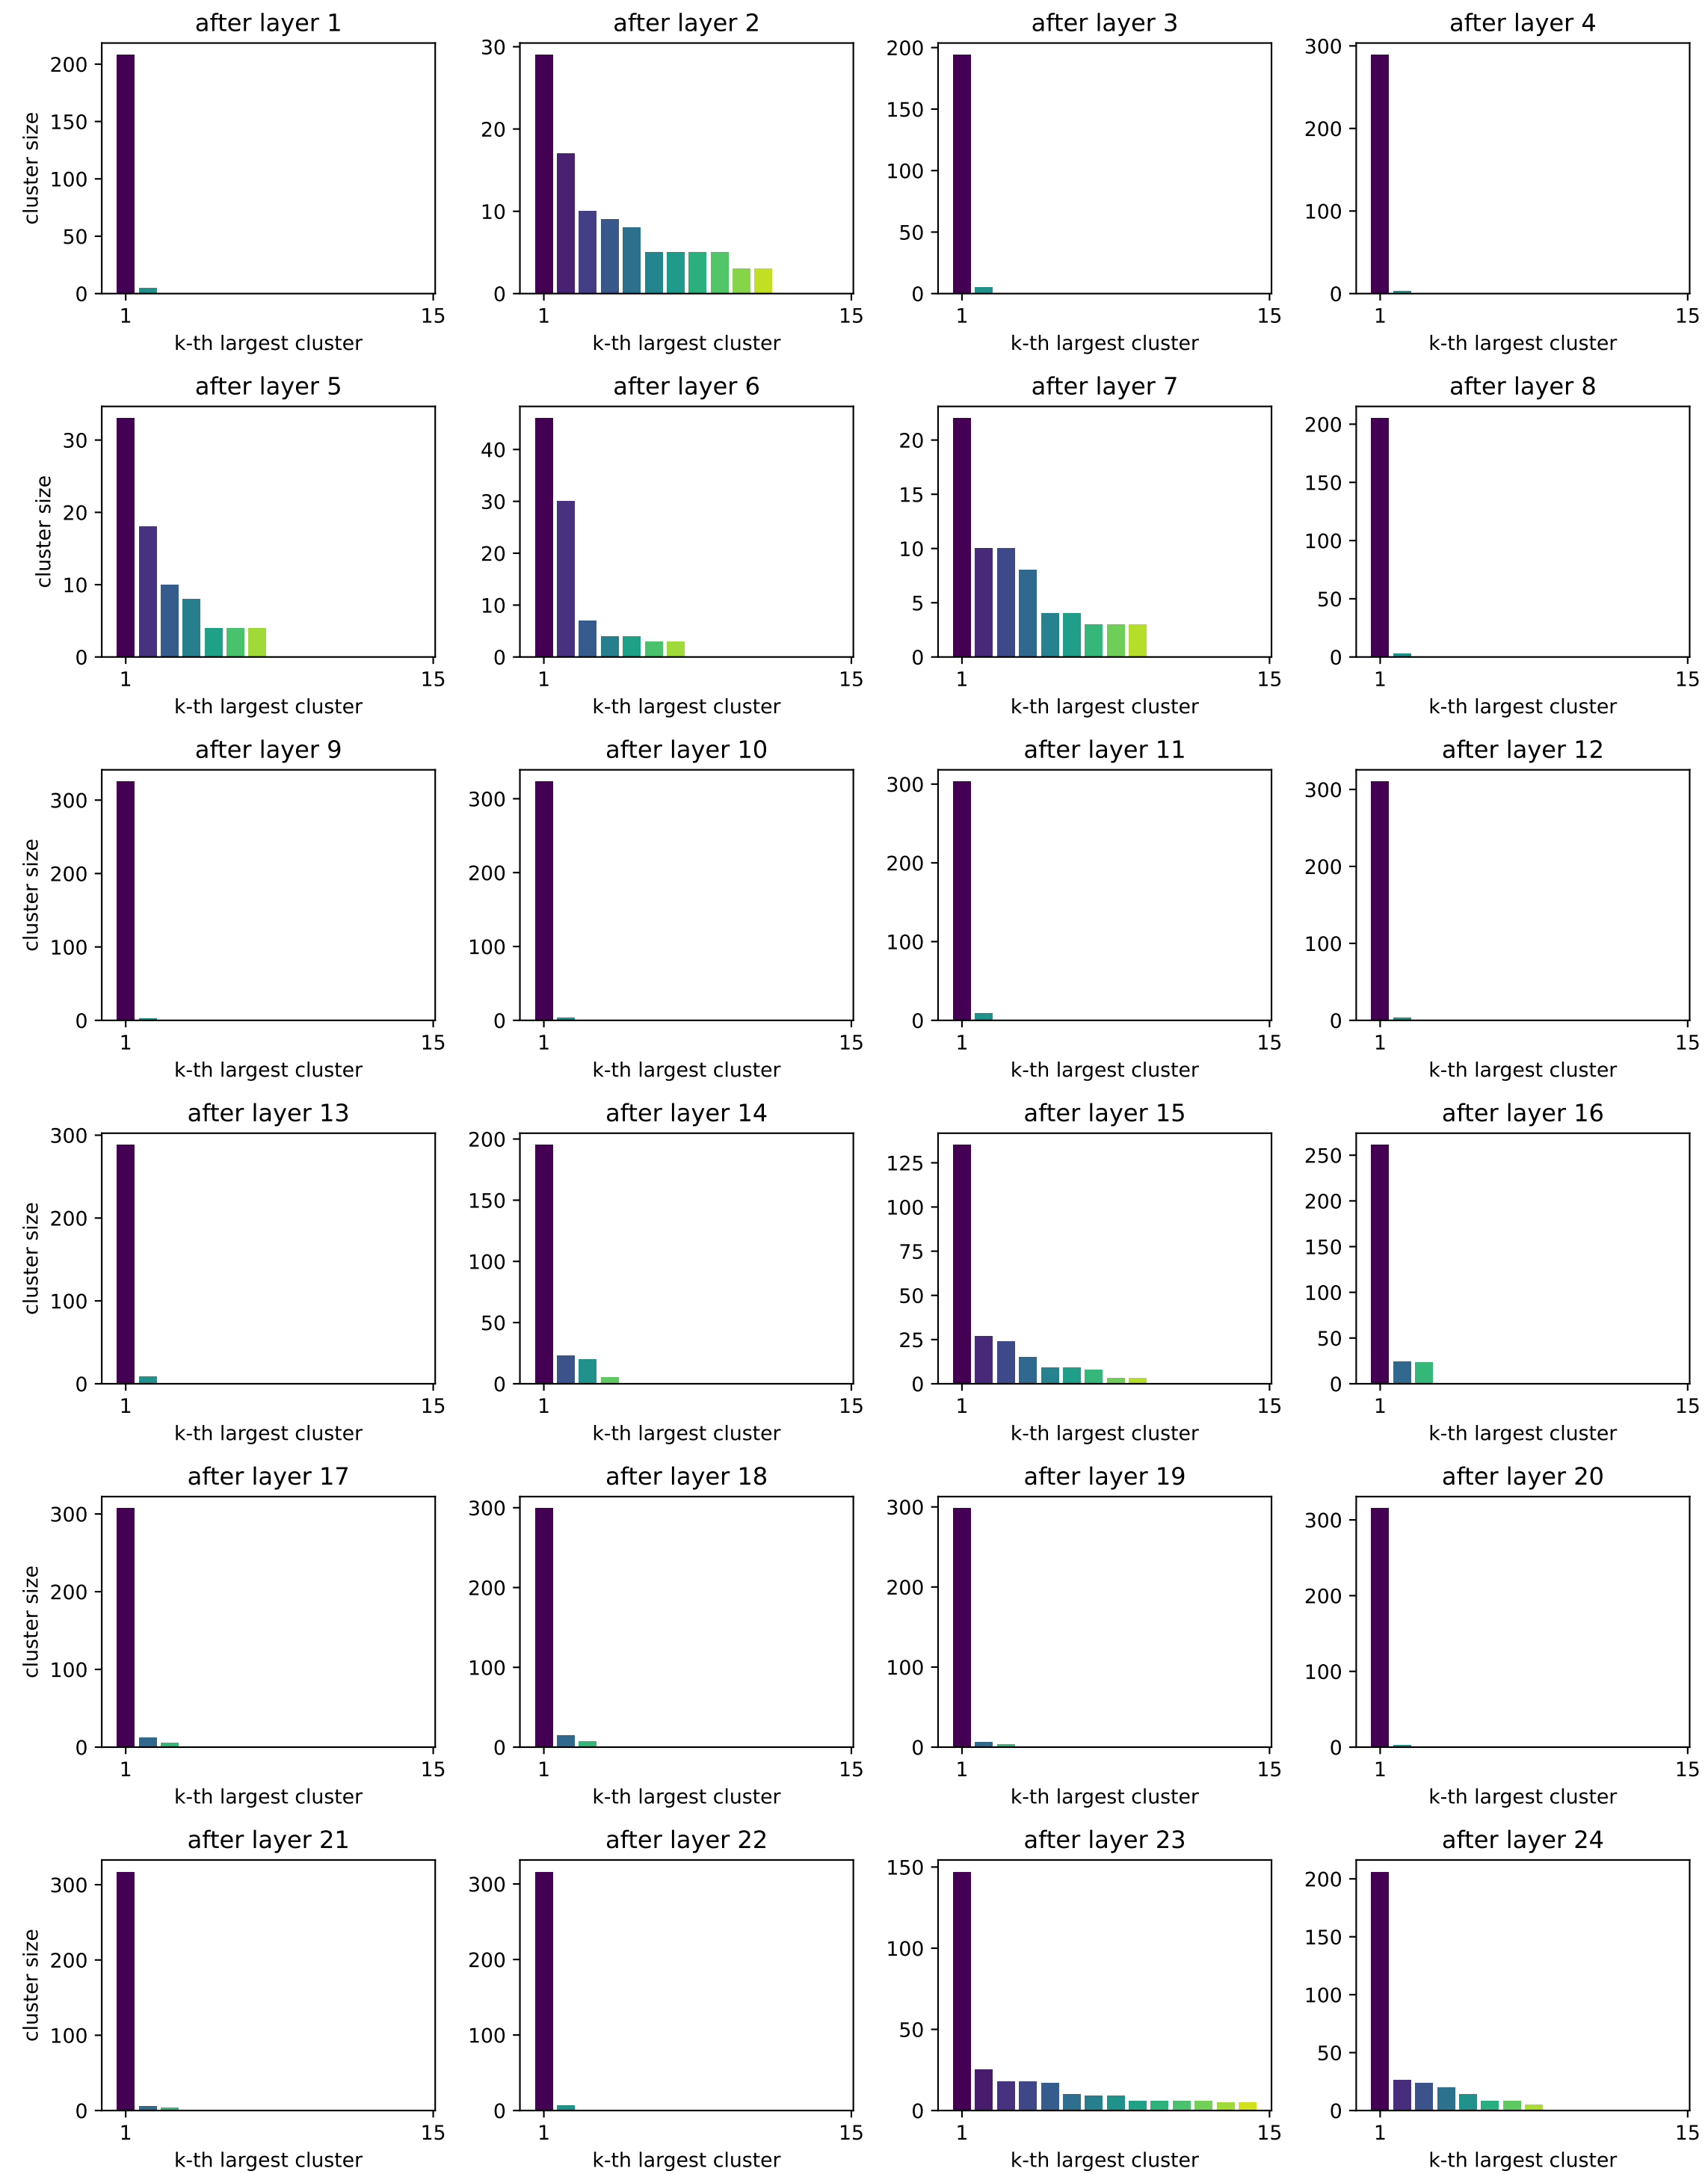 after layer 1
after layer 2
after layer 3
after layer 4
200
150
100
50
0
30
20
10
0
200
150
100
50
0
300
200
100
0
cluster size
1
15
1
15
1
15
1
15
k-th largest cluster
k-th largest cluster
k-th largest cluster
k-th largest cluster
after layer 5
after layer 6
after layer 7
after layer 8
30
20
10
0
40
30
20
10
0
20
15
10
5
0
200
150
100
50
0
cluster size
1
15
1
15
1
15
1
15
k-th largest cluster
k-th largest cluster
k-th largest cluster
k-th largest cluster
after layer 9
after layer 10
after layer 11
after layer 12
300
200
100
0
300
200
100
0
300
200
100
0
300
200
100
0
cluster size
1
15
1
15
1
15
1
15
k-th largest cluster
k-th largest cluster
k-th largest cluster
k-th largest cluster
after layer 13
after layer 14
after layer 15
after layer 16
300
200
100
0
200
150
100
50
0
125
100
75
50
25
0
250
200
150
100
50
0
cluster size
1
15
1
15
1
15
1
15
k-th largest cluster
k-th largest cluster
k-th largest cluster
k-th largest cluster
after layer 17
after layer 18
after layer 19
after layer 20
300
200
100
0
300
200
100
0
300
200
100
0
300
200
100
0
cluster size
1
15
1
15
1
15
1
15
k-th largest cluster
k-th largest cluster
k-th largest cluster
k-th largest cluster
after layer 21
after layer 22
after layer 23
after layer 24
300
200
100
0
300
200
100
0
150
100
50
0
200
150
100
50
0
cluster size
1
15
1
15
1
15
1
15
k-th largest cluster
k-th largest cluster
k-th largest cluster
k-th largest cluster